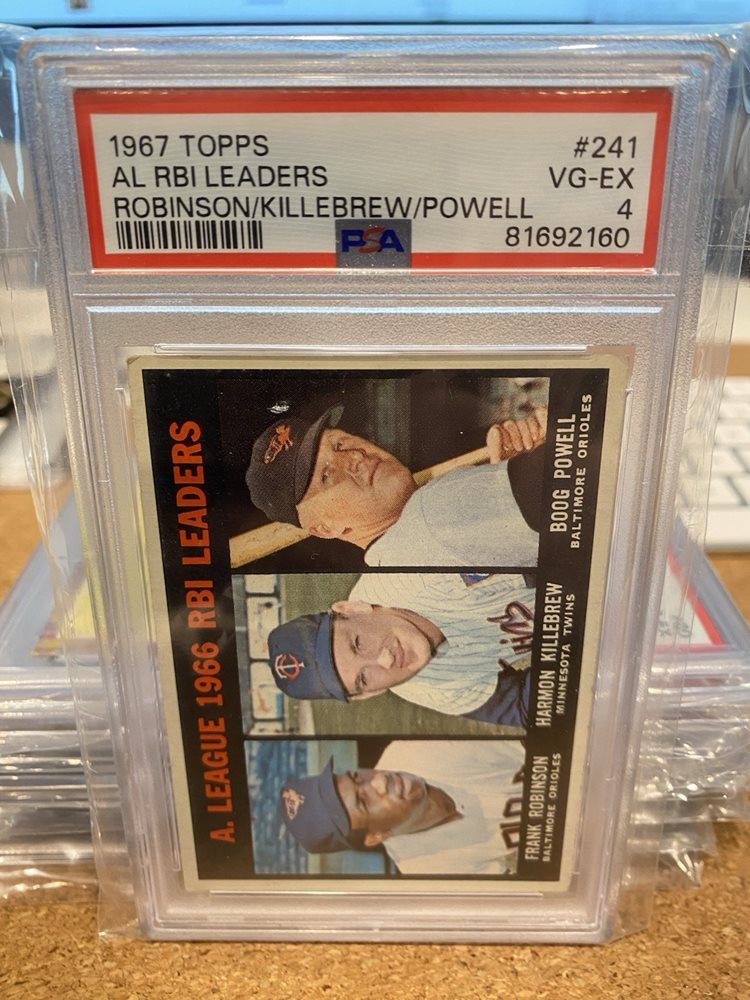 1967 TOPPS #241
AL RBI LEADERS VG-EX
ROBINSON/KILLEBREW/POWELL 4
PSA 81692160
A. LEAGUE 1966 RBI LEADERS
FRANK ROBINSON
BALTIMORE ORIOLES
HARMON KILLEBREW
MINNESOTA TWINS
BOOG POWELL
BALTIMORE ORIOLES